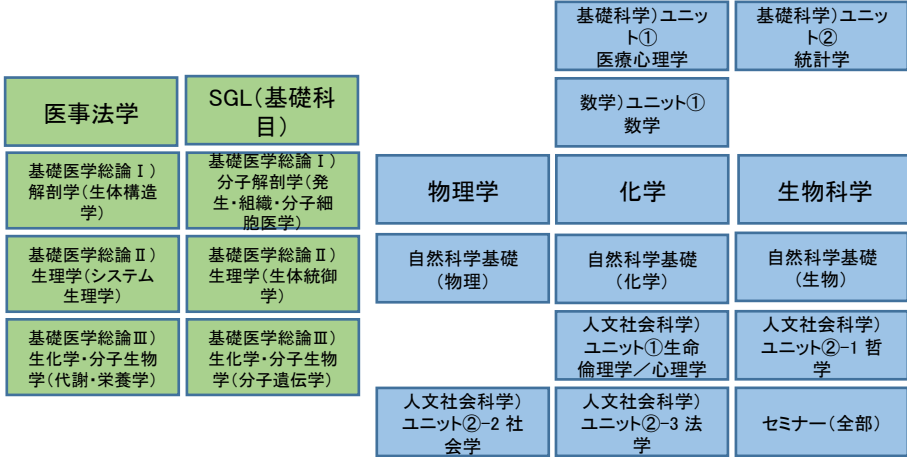 医事法学
SGL(基礎科
目)
基礎医学総論Ⅰ)
解剖学(生体構造
学)
基礎医学総論Ⅰ)
分子解剖学(発
生・組織・分子細
胞医学)
基礎医学総論Ⅱ)
生理学(システム
生理学)
基礎医学総論Ⅱ)
生理学(生体統御
学)
基礎医学総論Ⅲ)
生化学・分子生物
学(代謝・栄養学)
基礎医学総論Ⅲ)
生化学・分子生物
学(分子遺伝学)
基礎科学)ユニッ
ト①
医療心理学
基礎科学)ユニッ
ト②
統計学
数学)ユニット①
数学
物理学
化学
生物科学
自然科学基礎
(物理)
自然科学基礎
(化学)
自然科学基礎
(生物)
人文社会科学)
ユニット①生命
倫理学/心理学
人文社会科学)
ユニット②-1 哲
学
人文社会科学)
ユニット②-2 社
会学
人文社会科学)
ユニット②-3 法
学
セミナー(全部)